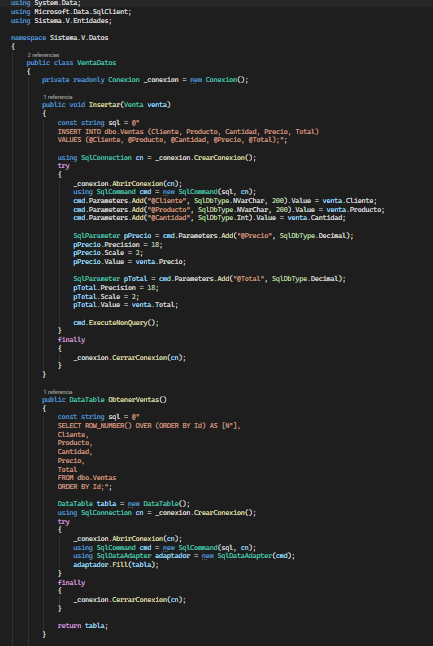 using System.Data;
using Microsoft.Data.SqlClient;
using Sistema.V.Entidades;
namespace Sistema.V.Datos
{
2 referencias
public class VentaDatos
{
private readonly Conexion _conexion = new Conexion();
1 referencia
public void Insertar(Venta venta)
{
const string sql = @"
INSERT INTO dbo.Ventas (Cliente, Producto, Cantidad, Precio, Total)
VALUES (@Cliente, @Producto, @Cantidad, @Precio, @Total);";
using SqlConnection cn = _conexion.CrearConexion();
try
{
_conexion.AbrirConexion(cn);
using SqlCommand cmd = new SqlCommand(sql, cn);
cmd.Parameters.Add("@Cliente", SqlDbType.NVarChar, 200).Value = venta.Cliente;
cmd.Parameters.Add("@Producto", SqlDbType.NVarChar, 200).Value = venta.Producto;
cmd.Parameters.Add("@Cantidad", SqlDbType.Int).Value = venta.Cantidad;
SqlParameter pPrecio = cmd.Parameters.Add("@Precio", SqlDbType.Decimal);
pPrecio.Precision = 18;
pPrecio.Scale = 2;
pPrecio.Value = venta.Precio;
SqlParameter pTotal = cmd.Parameters.Add("@Total", SqlDbType.Decimal);
pTotal.Precision = 18;
pTotal.Scale = 2;
pTotal.Value = venta.Total;
cmd.ExecuteNonQuery();
}
finally
{
_conexion.CerrarConexion(cn);
}
}
1 referencia
public DataTable ObtenerVentas()
{
const string sql = @"
SELECT ROW_NUMBER() OVER (ORDER BY Id) AS [N°],
Cliente,
Producto,
Cantidad,
Precio,
Total
FROM dbo.Ventas
ORDER BY Id;";
DataTable tabla = new DataTable();
using SqlConnection cn = _conexion.CrearConexion();
try
{
_conexion.AbrirConexion(cn);
using SqlCommand cmd = new SqlCommand(sql, cn);
using SqlDataAdapter adaptador = new SqlDataAdapter(cmd);
adaptador.Fill(tabla);
}
finally
{
_conexion.CerrarConexion(cn);
}
return tabla;
}